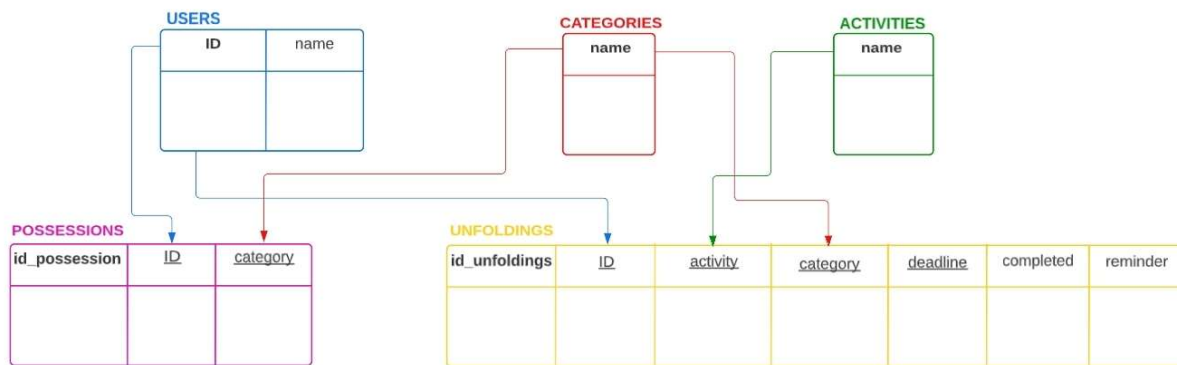 USERS
ID name
CATEGORIES
name
ACTIVITIES
name
POSSESSIONS
id_possession ID category
UNFOLDINGS
id_unfoldings ID activity category deadline completed reminder